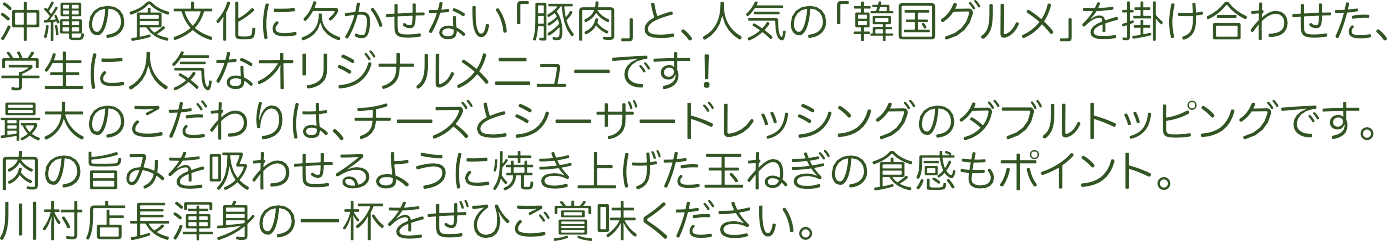 沖縄の食文化に欠かせない「豚肉」と、人気の「韓国グルメ」を掛け合わせた、
学生に人気なオリジナルメニューです！
最大のこだわりは、チーズとシーザードレッシングのダブルトッピングです。
肉の旨みを吸わせるように焼き上げた玉ねぎの食感もポイント。
川村店長渾身の一杯をぜひご賞味ください。